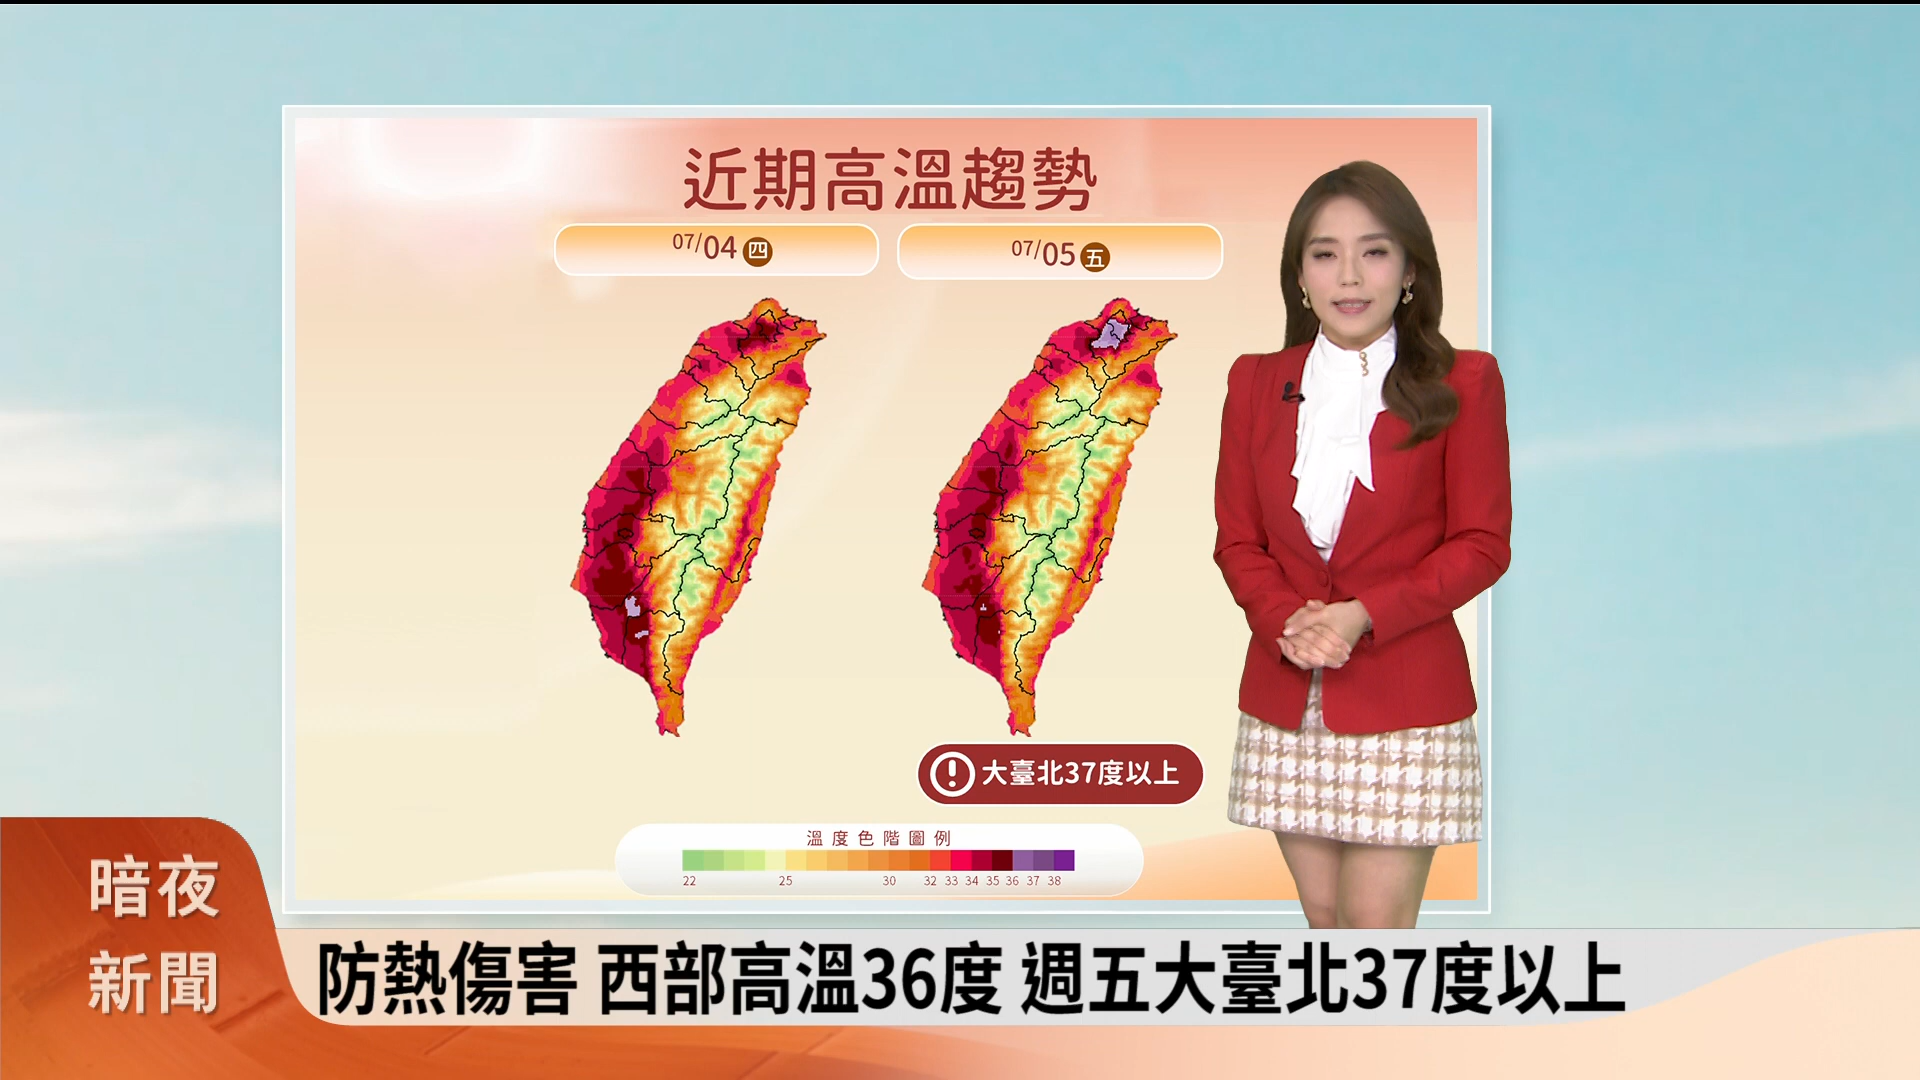 近期高溫趨勢
07/04 四
07/05 五
大臺北37度以上
溫度色階圖例
22 25 30 32 33 34 35 36 37 38
暗夜
新聞
防熱傷害 西部高溫36度 週五大臺北37度以上